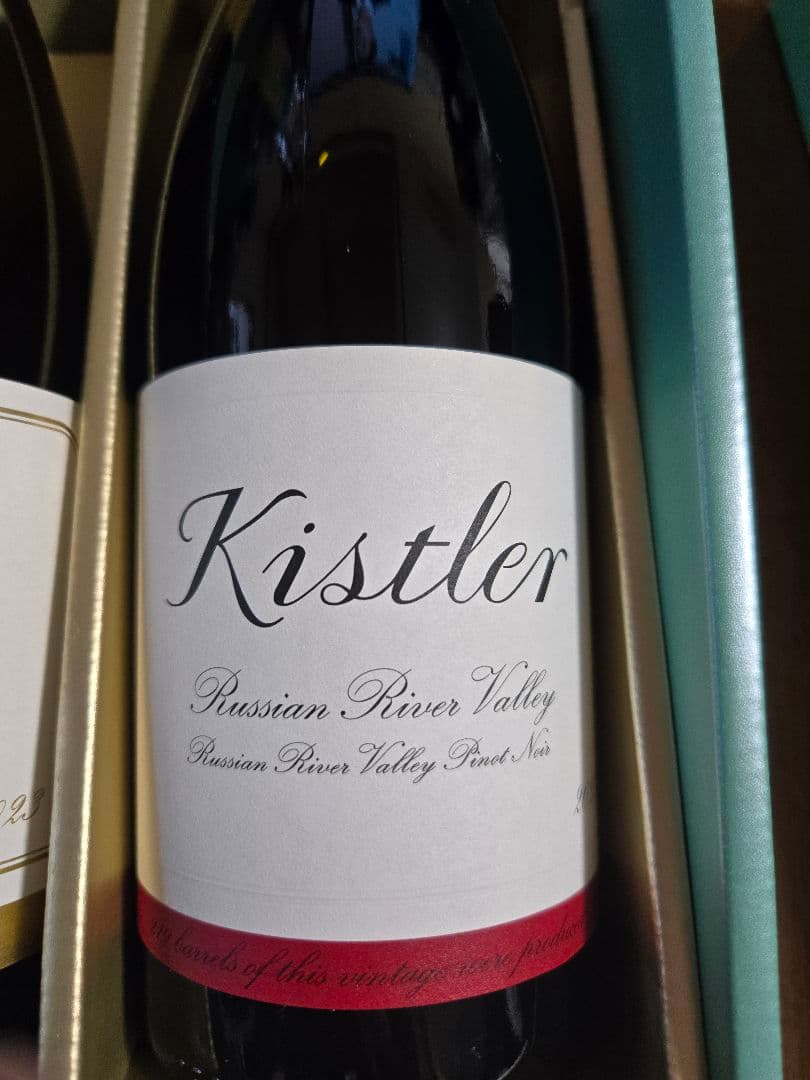 Kistler
Russian River Valley
Russian River Valley Pinot Noir
barrels of this vintage were